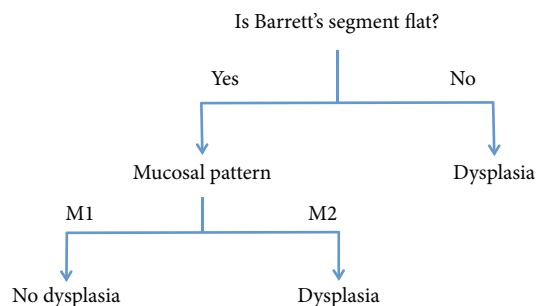 Is Barrett’s segment flat?
Yes
No
Mucosal pattern
Dysplasia
M1
M2
No dysplasia
Dysplasia